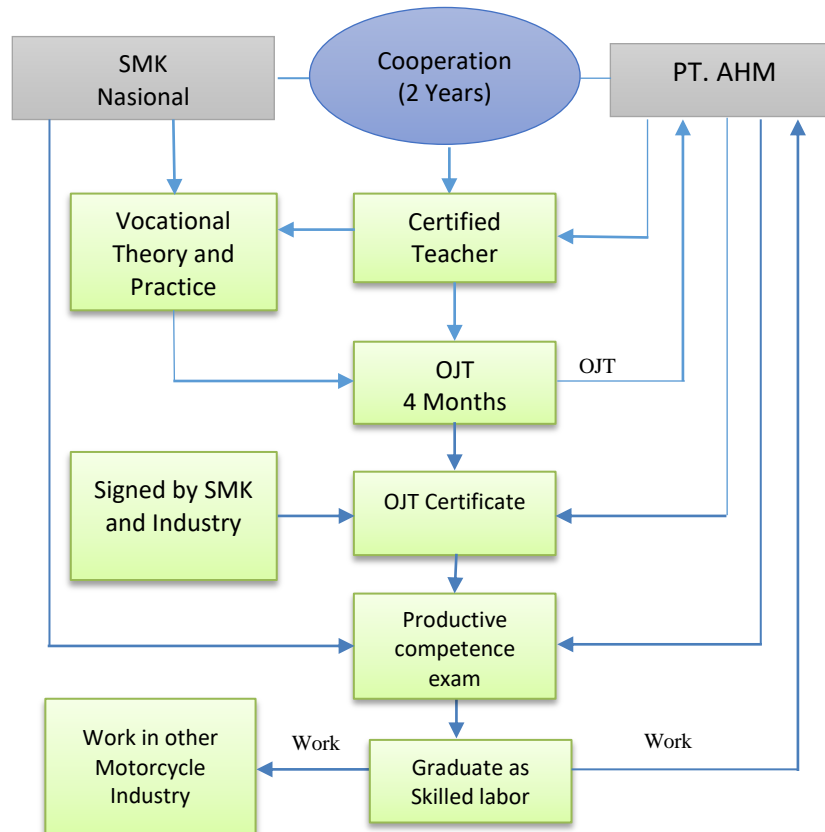 SMK
Nasional
Cooperation
(2 Years)
PT. AHM
Vocational
Theory and
Practice
Certified
Teacher
OJT
4 Months
OJT
Signed by SMK
and Industry
OJT Certificate
Productive
competence
exam
Work in other
Motorcycle
Industry
Work
Graduate as
Skilled labor
Work